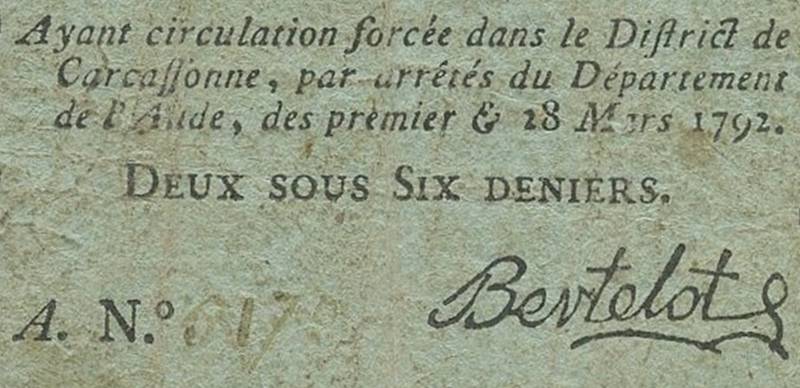 Ayant circulation forcée dans le District de
Carcassonne, par arrêtés du Département
de l'Aude, des premier & 28 Mars 1792.
DEUX SOUS SIX DENIERS.
A. N.º
Bertelot